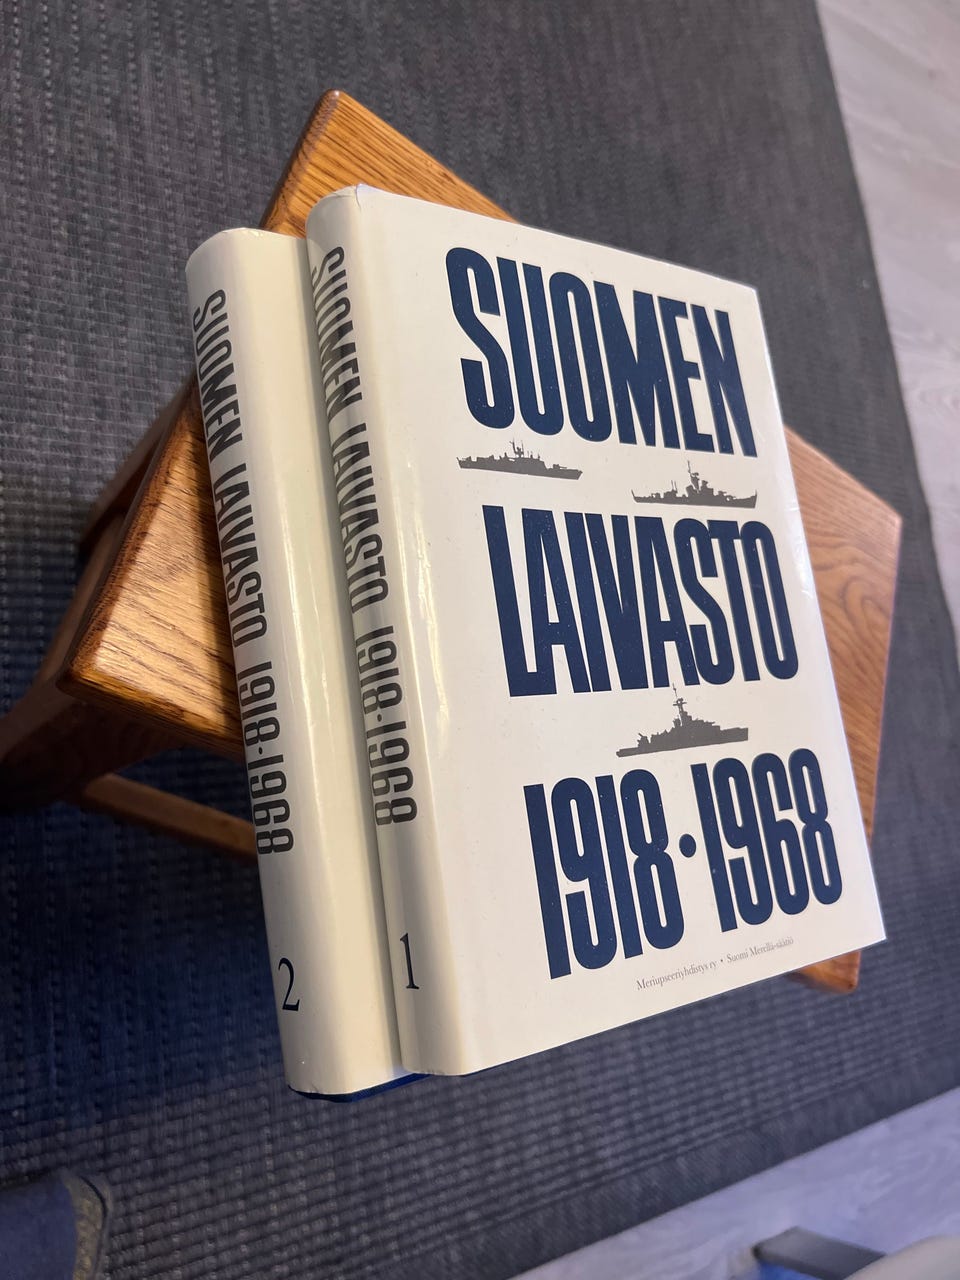 SUOMEN LAIVASTO 1918·1968
2
SUOMEN LAIVASTO 1918·1968
1
SUOMEN
LAIVASTO
1918·1968
Meriupseeriyhdistys ry • Suomi Merellä-säätiö